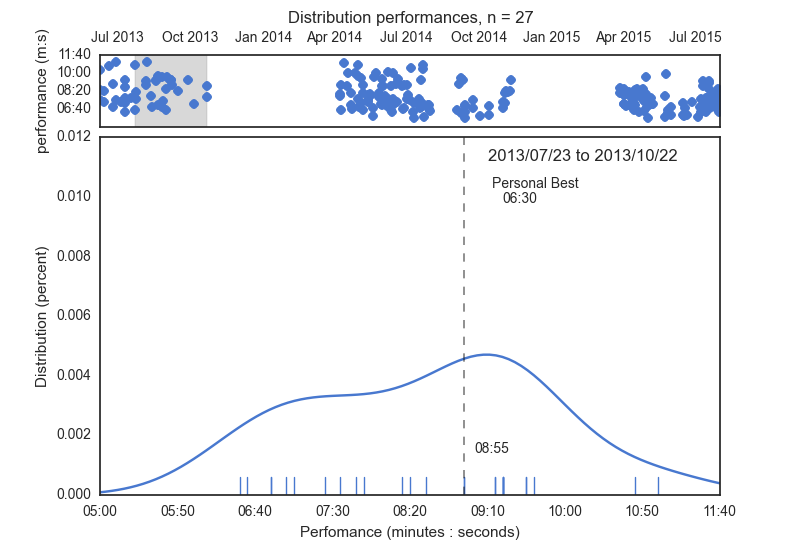 Distribution performances, n = 27
Jul 2013 Oct 2013 Jan 2014 Apr 2014 Jul 2014 Oct 2014 Jan 2015 Apr 2015 Jul 2015
performance (m:s)
11:40
10:00
08:20
06:40
0.012
2013/07/23 to 2013/10/22
Personal Best
06:30
0.010
0.008
0.006
Distribution (percent)
0.004
0.002
08:55
0.000
05:00 05:50 06:40 07:30 08:20 09:10 10:00 10:50 11:40
Perfomance (minutes : seconds)